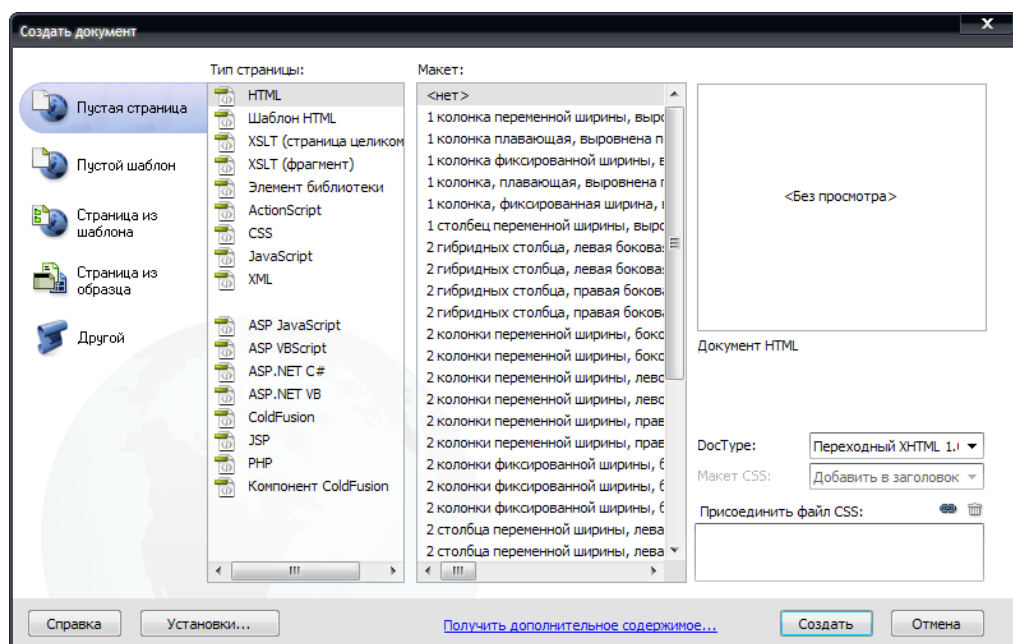 Создать документ
x
Пустая страница
Пустой шаблон
Страница из
шаблона
Страница из
образца
Другой
Тип страницы:
HTML
Шаблон HTML
XSLT (страница целиком
XSLT (фрагмент)
Элемент библиотеки
ActionScript
CSS
JavaScript
XML
ASP JavaScript
ASP VBScript
ASP.NET C#
ASP.NET VB
ColdFusion
JSP
PHP
Компонент ColdFusion
Макет:
<нет>
1 колонка переменной ширины, выро
1 колонка плавающая, выровнена п
1 колонка фиксированной ширины, в
1 колонка, плавающая, выровнена п
1 колонка, фиксированная ширина,
1 столбец переменной ширины, выро
2 гибридных столбца, левая бокова
2 гибридных столбца, левая бокова
2 гибридных столбца, правая боков
2 гибридных столбца, правая боков
2 колонки переменной ширины, боко
2 колонки переменной ширины, боко
2 колонки переменной ширины, лево
2 колонки переменной ширины, лево
2 колонки переменной ширины, прав
2 колонки переменной ширины, прав
2 колонки фиксированной ширины, б
2 колонки фиксированной ширины, б
2 колонки фиксированной ширины, б
2 столбца переменной ширины, лева
2 столбца переменной ширины, лева
<Без просмотра>
Документ HTML
DocType:
Переходный XHTML 1.
Макет CSS:
Добавить в заголовок
Присоединить файл CSS:
Справка
Установки...
Получить дополнительное содержимое...
Создать
Отмена